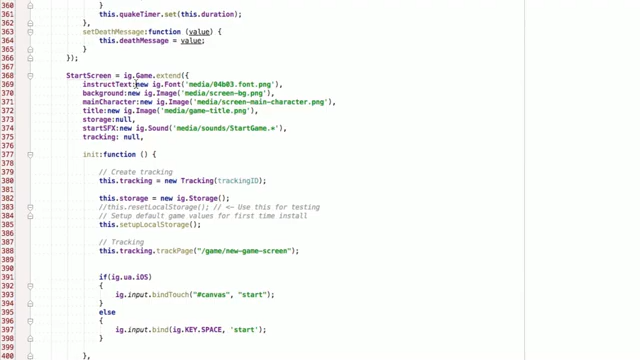 360 }
361 this.quakeTimer.set(this.duration);
362 },
363 setDeathMessage:function (value) {
364 this.deathMessage = value;
365 }
366 });
367
368 StartScreen = ig.Game.extend({
369 instructText:new ig.Font('media/04b03.font.png'),
370 background:new ig.Image('media/screen-bg.png'),
371 mainCharacter:new ig.Image('media/screen-main-character.png'),
372 title:new ig.Image('media/game-title.png'),
373 storage:null,
374 startSFX:new ig.Sound('media/sounds/StartGame.*'),
375 tracking: null,
376
377 init:function () {
378
379 // Create tracking
380 this.tracking = new Tracking(trackingID);
381
382 this.storage = new ig.Storage();
383 //this.resetLocalStorage(); // <- Use this for testing
384 // Setup default game values for first time install
385 this.setupLocalStorage();
386
387 // Tracking
388 this.tracking.trackPage("/game/new-game-screen");
389
390
391 if(ig.ua.iOS)
392 {
393 ig.input.bindTouch("#canvas", "start");
394 }
395 else
396 {
397 ig.input.bind(ig.KEY.SPACE, 'start');
398 }
399
400 },